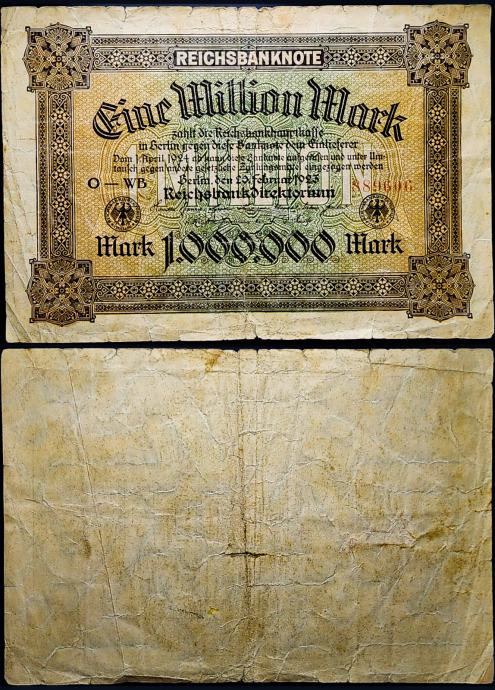 REICHSBANKNOTE
Eine Million Mark
zahlt die Reichsbankhauptkasse
in Berlin gegen diese Banknote dem Einlieferer
Vom 1. April 1924 ab kann diese Banknote aufgerufen und unter Um-
tausch gegen andere gesetzliche Zahlungsmittel eingezogen werden
Berlin, den 20. Februar 1923
O — WB
889606
Reichsbankdirektorium
Mark 1.000.000 Mark